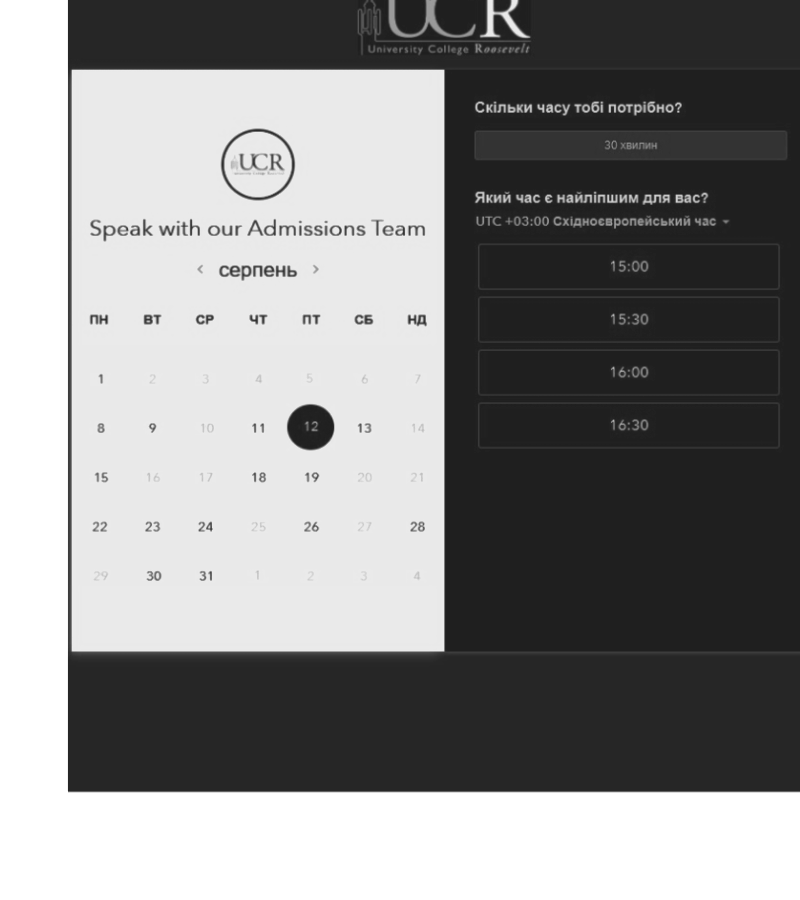 UCR
University College Roosevelt
UCR
Speak with our Admissions Team
‹ серпень ›
ПН ВТ СР ЧТ ПТ СБ НД
1 2 3 4 5 6 7
8 9 10 11 12 13 14
15 16 17 18 19 20 21
22 23 24 25 26 27 28
29 30 31 1 2 3 4
Скільки часу тобі потрібно?
30 хвилин
Який час є найліпшим для вас?
UTC +03:00 Східноєвропейський час
15:00
15:30
16:00
16:30